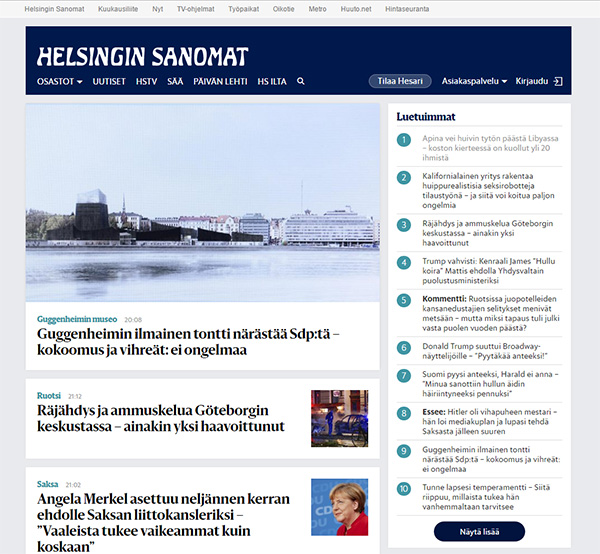 Helsingin Sanomat Kuukausiliite Nyt TV-ohjelmat Työpaikat Oikotie Metro Huuto.net Hintaseuranta
HELSINGIN SANOMAT
OSASTOT UUTISET HSTV SÄÄ PÄIVÄN LEHTI HS ILTA Tilaa Hesari Asiakaspalvelu Kirjaudu
Guggenheim museo 20:08
Guggenheimin ilmainen tontti närästää Sdp:tä –
kokoomus ja vihreät: ei ongelmaa
Ruotsi 21:12
Räjähdys ja ammuskelua Göteborgin
keskustassa – ainakin yksi haavoittunut
Saksa 21:02
Angela Merkel asettuu neljännen kerran
ehdolle Saksan liittokansleriksi –
”Vaaleista tukee vaikeammat kuin
koskaan”
CDU
Luetuimmat
1 Apina vei huivin tytön päästä Libyassa
– koston kierteessä on kuollut yli 20
ihmistä
2 Kalifornialainen yritys rakentaa
huippurealistisia seksirobotteja
tilaustyönä – ja siitä voi koitua paljon
ongelmia
3 Räjähdys ja ammuskelua Göteborgin
keskustassa – ainakin yksi
haavoittunut
4 Trump vahvisti: Kenraali James ”Hullu
koira” Mattis ehdolla Yhdysvaltain
puolustusministeriksi
5 Kommentti: Ruotsissa juopotelleiden
kansanedustajien selitykset menivät
metsään – mutta miksi tapaus tuli julki
vasta puolen vuoden päästä?
6 Donald Trump suuttui Broadway-
näyttelijöille – ”Pyytäkää anteeksi!”
7 Suomi pyysi anteeksi, Harald ei anna –
”Minua sanottiin hullun äidin
häiriintyneeksi pennuksi”
8 Essee: Hitler oli vihapuheen mestari –
hän loi mediakuplan ja lupasi tehdä
Saksasta jälleen suuren
9 Guggenheimin ilmainen tontti
närästää Sdp:tä – kokoomus ja vihreät:
ei ongelmaa
10 Tunne lapsesi temperamentti – Siitä
riippuu, millaista tukea hän
vanhemmaltaan tarvitsee
Näytä lisää